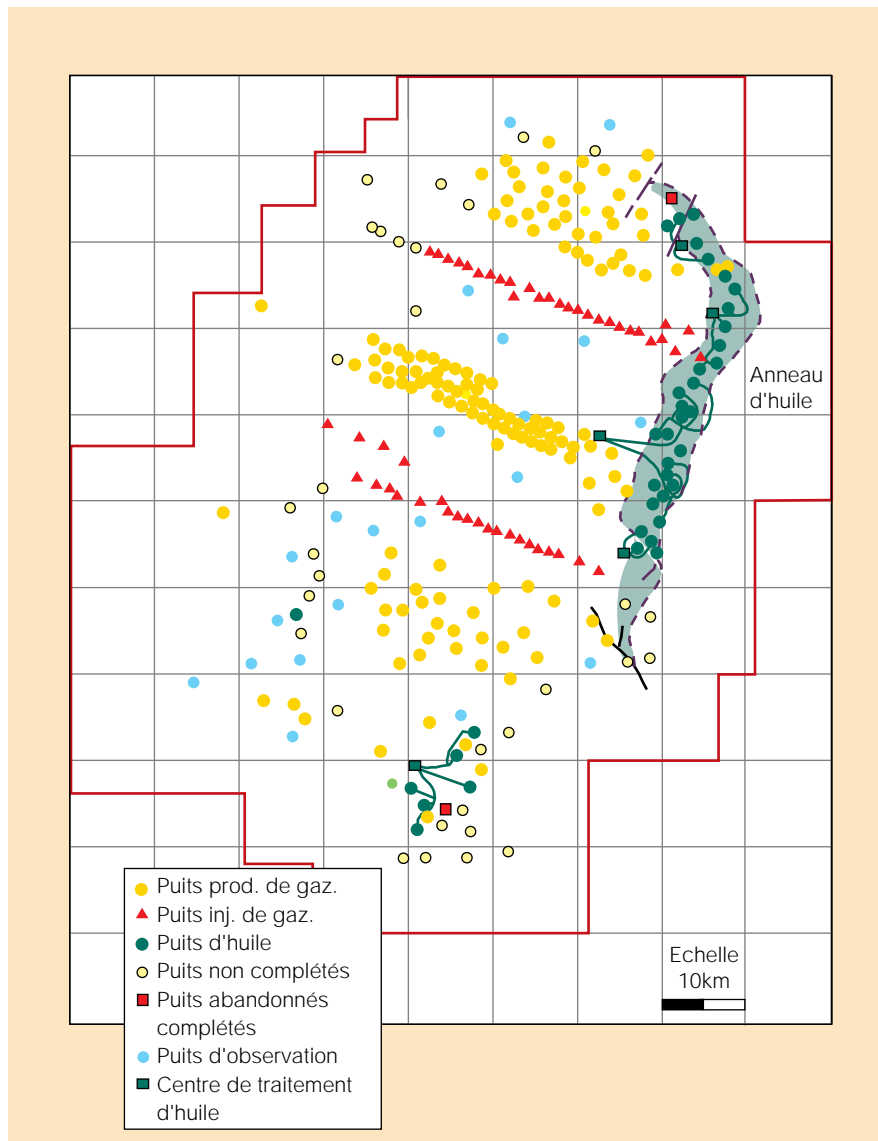 Anneau
d'huile
Puits prod. de gaz.
Puits inj. de gaz.
Puits d'huile
Puits non complétés
Puits abandonnés
complétés
Puits d'observation
Centre de traitement
d'huile
Echelle
10km